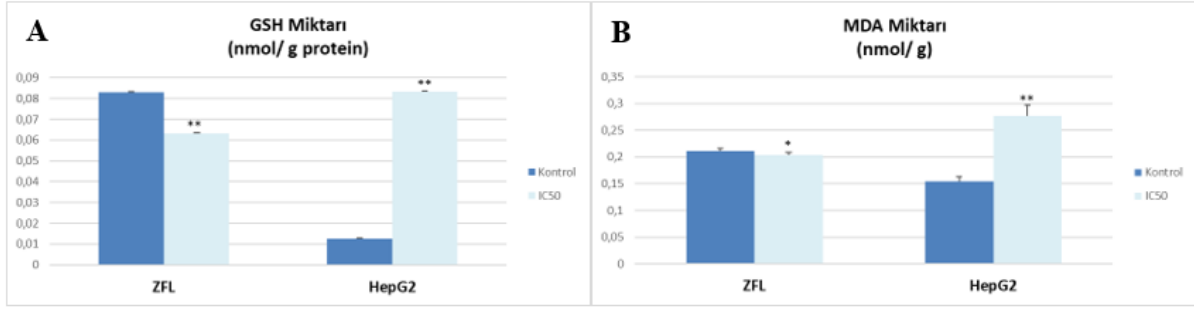 A
GSH Miktarı
(nmol/ g protein)
0,09
0,08
0,07
0,06
0,05
0,04
0,03
0,02
0,01
0
**
**
ZFL
HepG2
Kontrol
IC50
B
MDA Miktarı
(nmol/ g)
0,35
0,3
0,25
0,2
0,15
0,1
0,05
0
*
**
ZFL
HepG2
Kontrol
IC50